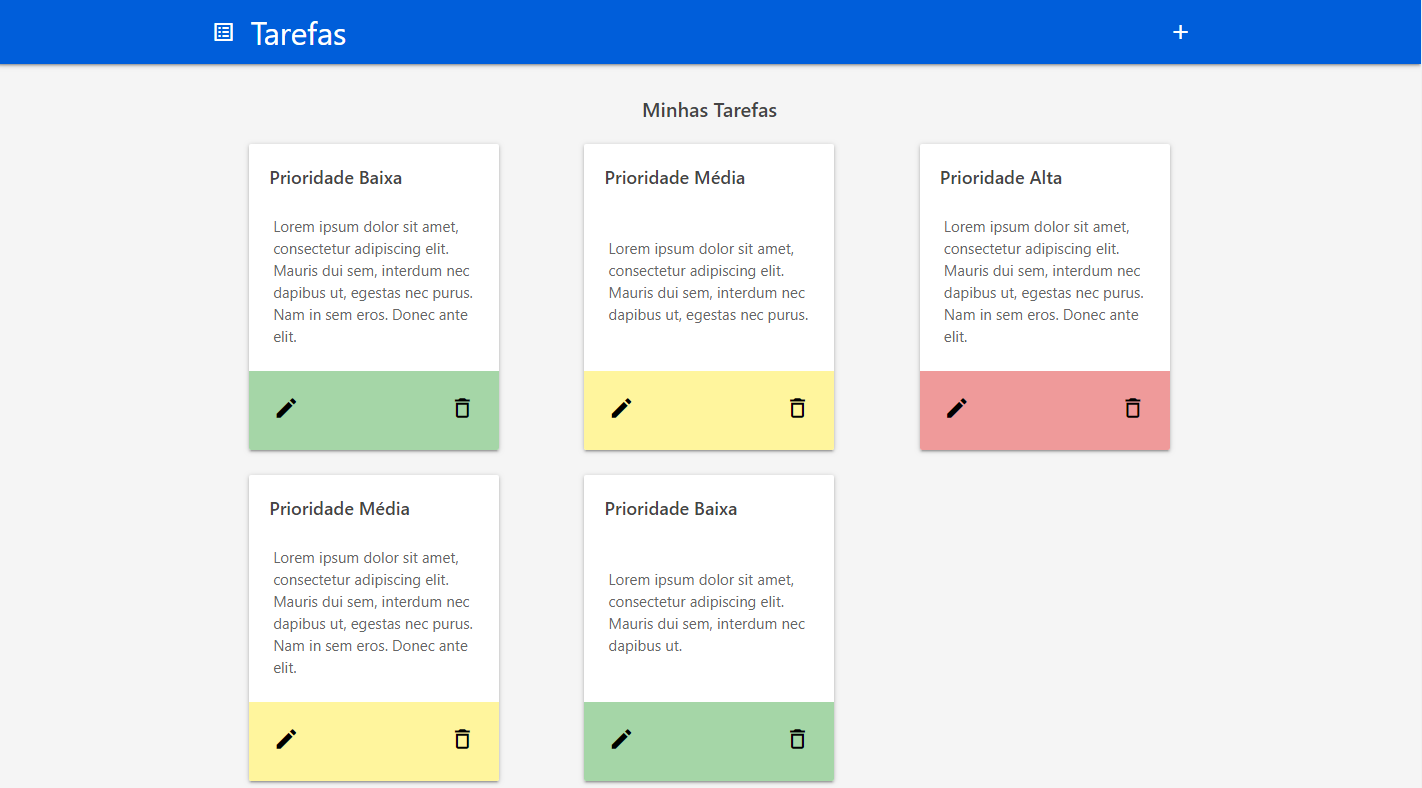 Tarefas
Minhas Tarefas
Prioridade Baixa
Lorem ipsum dolor sit amet,
consectetur adipiscing elit.
Mauris dui sem, interdum nec
dapibus ut, egestas nec purus.
Nam in sem eros. Donec ante
elit.
Prioridade Média
Lorem ipsum dolor sit amet,
consectetur adipiscing elit.
Mauris dui sem, interdum nec
dapibus ut, egestas nec purus.
Prioridade Alta
Lorem ipsum dolor sit amet,
consectetur adipiscing elit.
Mauris dui sem, interdum nec
dapibus ut, egestas nec purus.
Nam in sem eros. Donec ante
elit.
Prioridade Média
Lorem ipsum dolor sit amet,
consectetur adipiscing elit.
Mauris dui sem, interdum nec
dapibus ut, egestas nec purus.
Nam in sem eros. Donec ante
elit.
Prioridade Baixa
Lorem ipsum dolor sit amet,
consectetur adipiscing elit.
Mauris dui sem, interdum nec
dapibus ut.